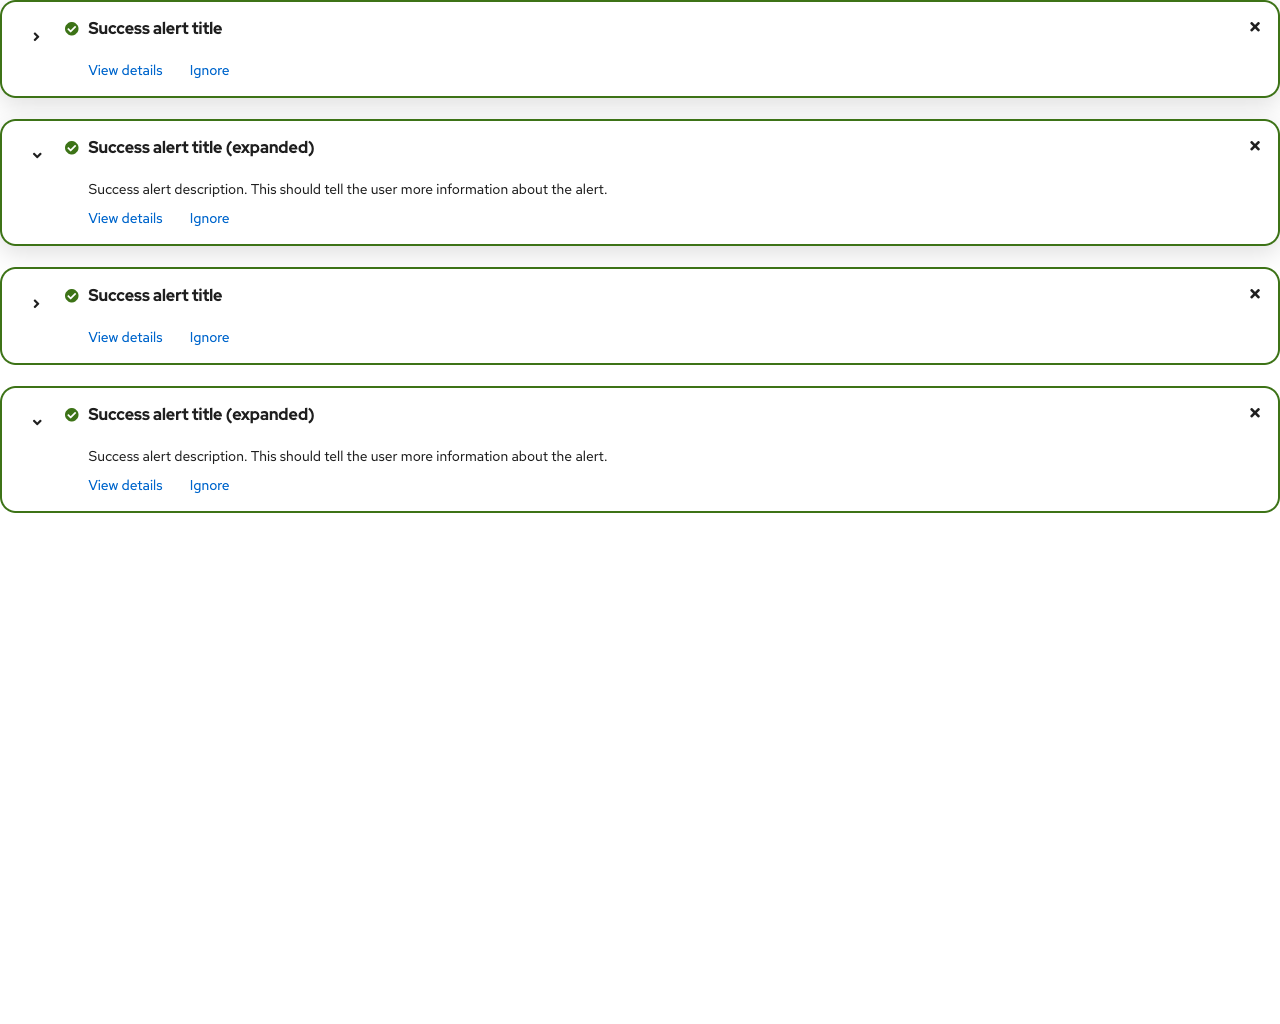 Success alert title
View details Ignore
Success alert title (expanded)
Success alert description. This should tell the user more information about the alert.
View details Ignore
Success alert title
View details Ignore
Success alert title (expanded)
Success alert description. This should tell the user more information about the alert.
View details Ignore